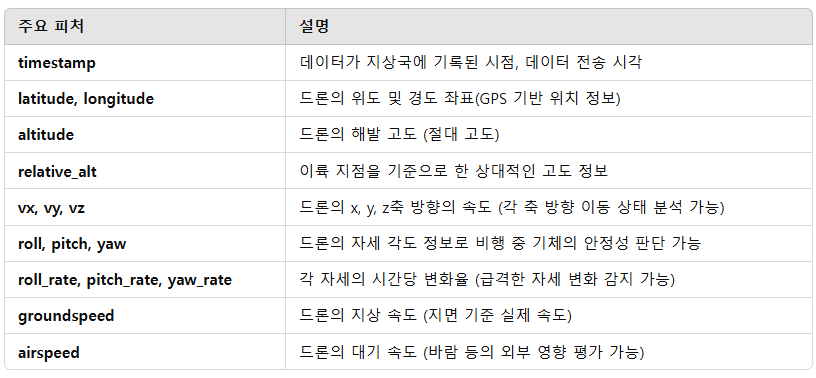 주요 피처 설명
timestamp 데이터가 지상국에 기록된 시점, 데이터 전송 시각
latitude, longitude 드론의 위도 및 경도 좌표(GPS 기반 위치 정보)
altitude 드론의 해발 고도 (절대 고도)
relative_alt 이륙 지점을 기준으로 한 상대적인 고도 정보
vx, vy, vz 드론의 x, y, z축 방향의 속도 (각 축 방향 이동 상태 분석 가능)
roll, pitch, yaw 드론의 자세 각도 정보로 비행 중 기체의 안정성 판단 가능
roll_rate, pitch_rate, yaw_rate 각 자세의 시간당 변화율 (급격한 자세 변화 감지 가능)
groundspeed 드론의 지상 속도 (지면 기준 실제 속도)
airspeed 드론의 대기 속도 (바람 등의 외부 영향 평가 가능)